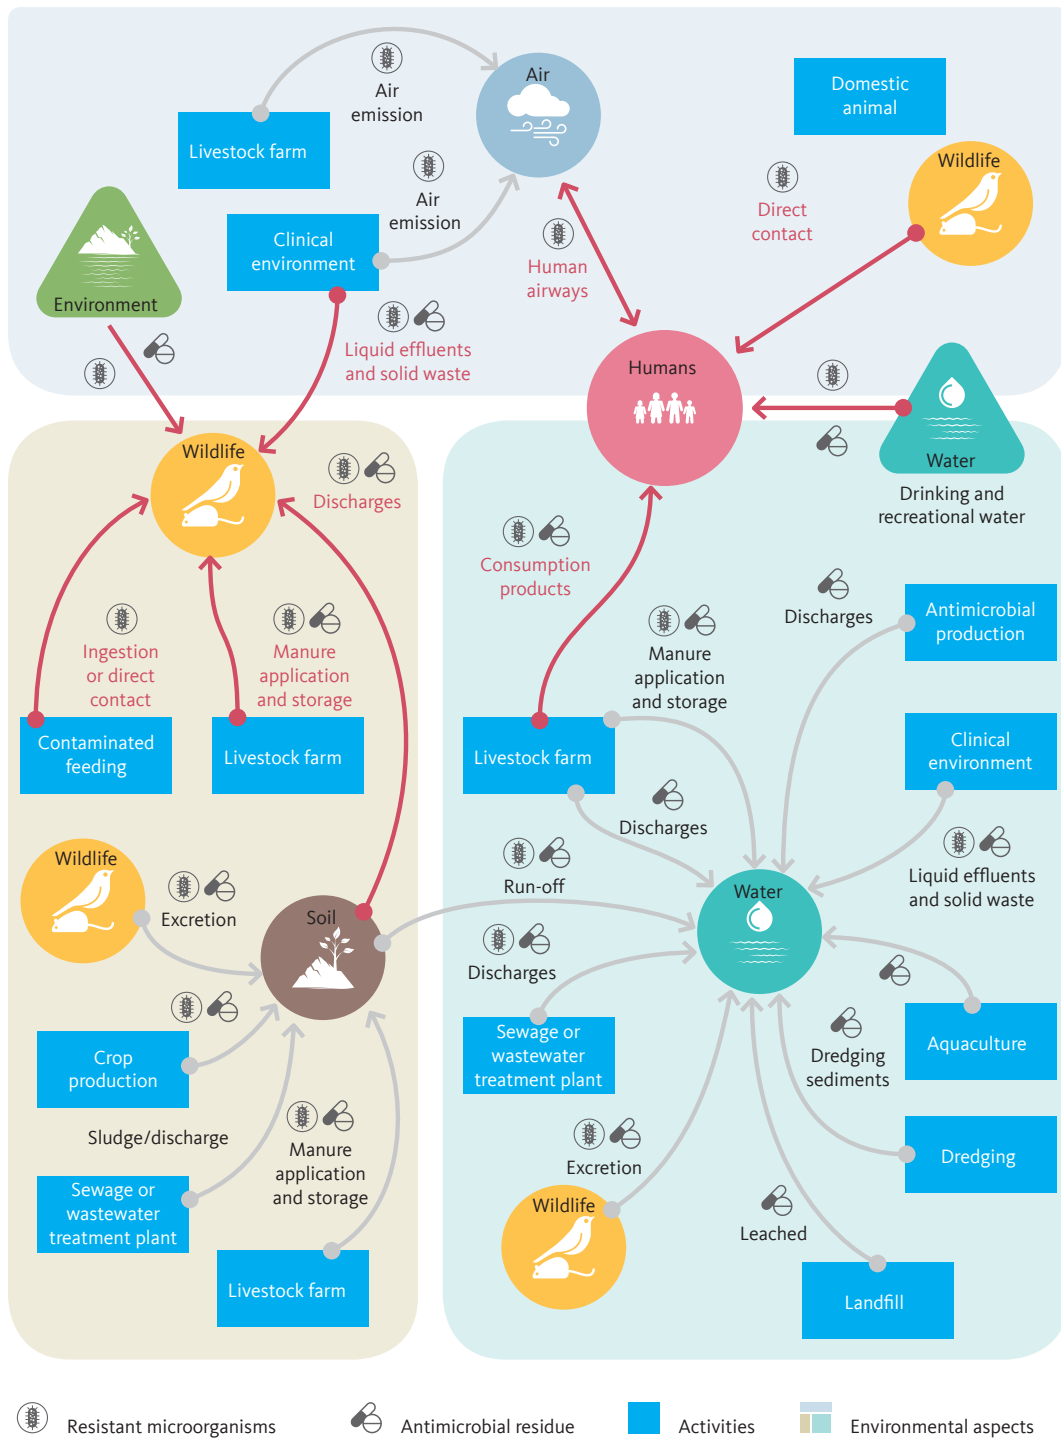 Air
Air
emission
Livestock farm
Domestic
animal
Wildlife
Air
emission
Direct
contact
Clinical
environment
Human
airways
Environment
Liquid effluents
and solid waste
Humans
Water
Drinking and
recreational water
Wildlife
Discharges
Ingestion
or direct
contact
Manure
application
and storage
Contaminated
feeding
Livestock farm
Wildlife
Excretion
Soil
Crop
production
Sludge/discharge
Manure
application
and storage
Sewage or
wastewater
treatment plant
Livestock farm
Consumption
products
Discharges
Antimicrobial
production
Manure
application
and storage
Livestock farm
Clinical
environment
Discharges
Liquid effluents
and solid waste
Run-off
Water
Discharges
Sewage or
wastewater
treatment plant
Aquaculture
Dredging
sediments
Dredging
Excretion
Wildlife
Leached
Landfill
Resistant microorganisms
Antimicrobial residue
Activities
Environmental aspects